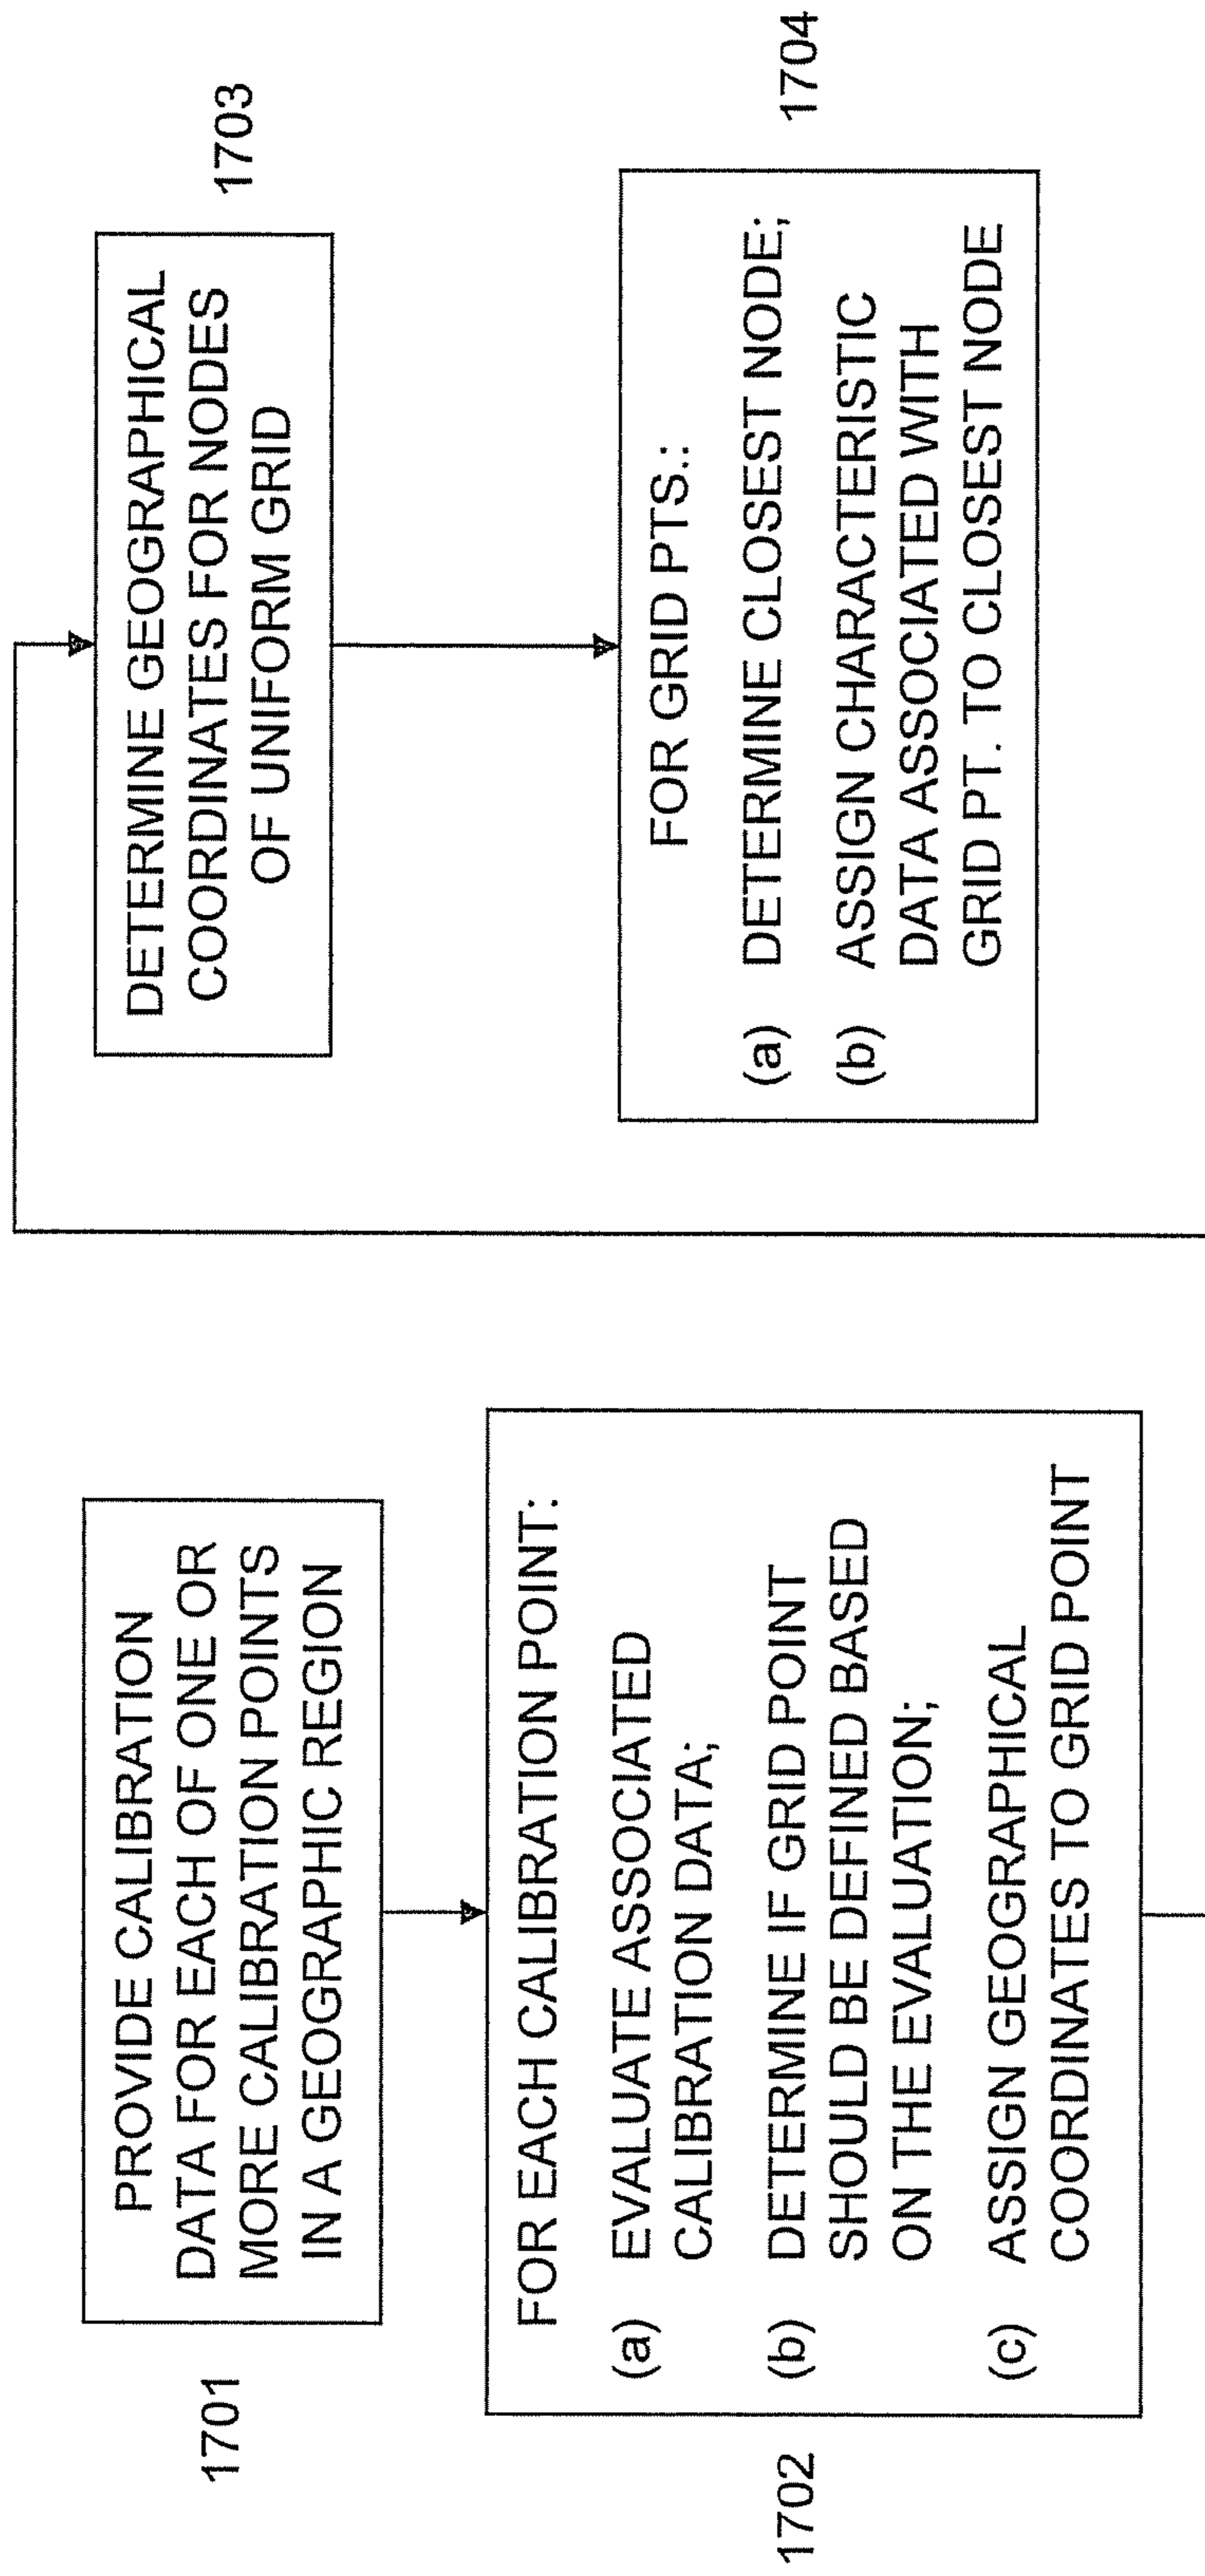 1701
PROVIDE CALIBRATION
DATA FOR EACH OF ONE OR
MORE CALIBRATION POINTS
IN A GEOGRAPHIC REGION
1702
FOR EACH CALIBRATION POINT:
(a) EVALUATE ASSOCIATED
CALIBRATION DATA;
(b) DETERMINE IF GRID POINT
SHOULD BE DEFINED BASED
ON THE EVALUATION;
(c) ASSIGN GEOGRAPHICAL
COORDINATES TO GRID POINT
1703
DETERMINE GEOGRAPHICAL
COORDINATES FOR NODES
OF UNIFORM GRID
1704
FOR GRID PTS.:
(a) DETERMINE CLOSEST NODE;
(b) ASSIGN CHARACTERISTIC
DATA ASSOCIATED WITH
GRID PT. TO CLOSEST NODE